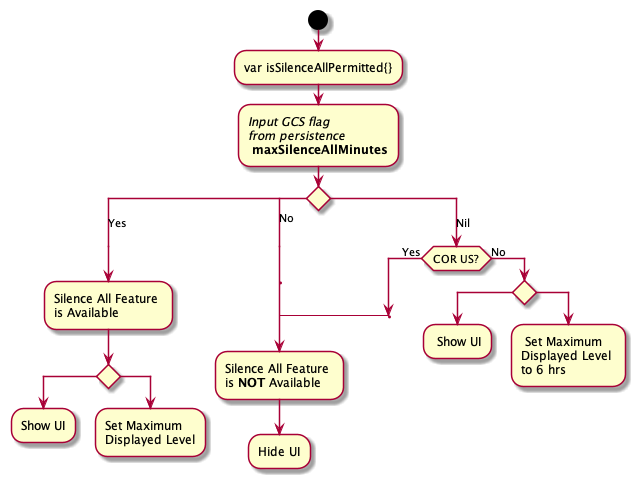 var isSilenceAllPermitted{}
Input GCS flag
from persistence
maxSilenceAllMinutes
Yes
No
Nil
COR US?
Yes
No
Silence All Feature
is Available
Show UI
Set Maximum
Displayed Level
to 6 hrs
Silence All Feature
is NOT Available
Show UI
Set Maximum
Displayed Level
Hide UI